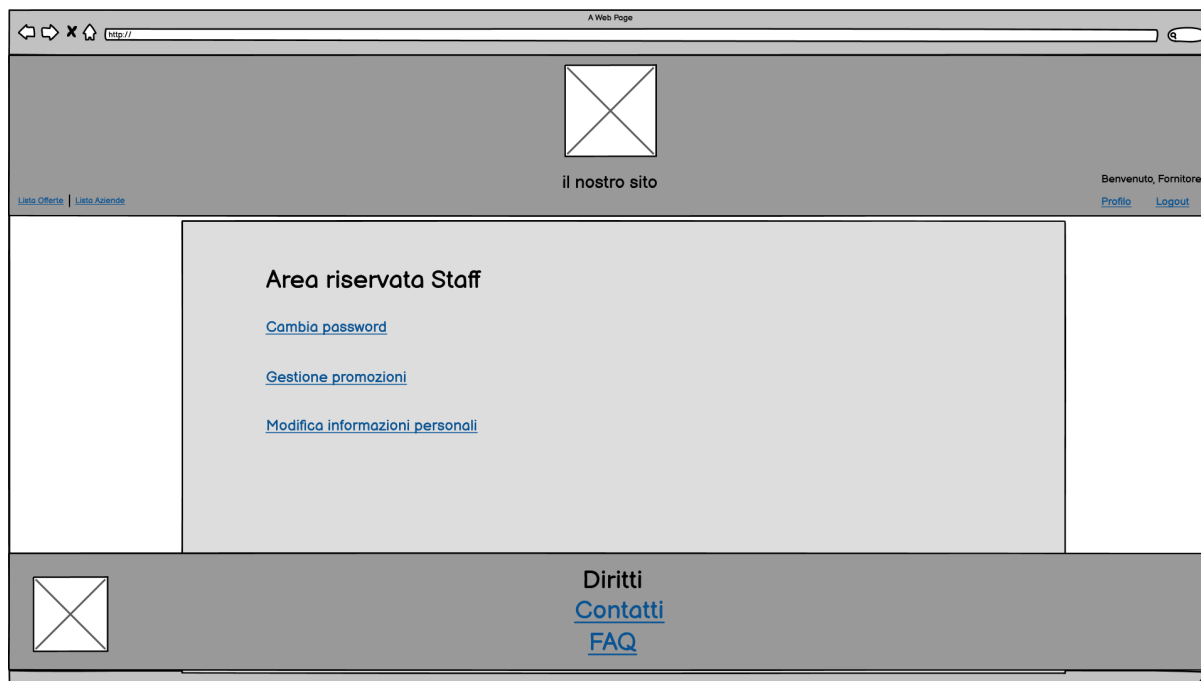 A Web Page
http://
il nostro sito
Benvenuto, Fornitore
Lista Offerte | Lista Aziende
Profilo Logout
Area riservata Staff
Cambia password
Gestione promozioni
Modifica informazioni personali
Diritti
Contatti
FAQ